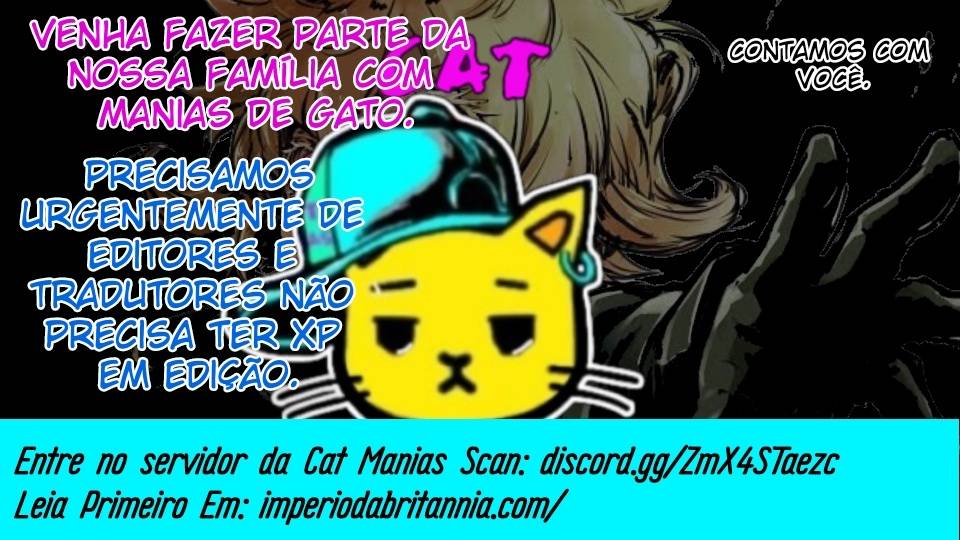 VENHA FAZER PARTE DA
NOSSA FAMÍLIA COM
MANIAS DE GATO.
CAT
CONTAMOS COM
VOCÊ.
PRECISAMOS
URGENTEMENTE DE
EDITORES E
TRADUTORES NÃO
PRECISA TER XP
EM EDIÇÃO.
Entre no servidor da Cat Manias Scan: discord.gg/ZmX4STaezc
Leia Primeiro Em: imperiodabritannia.com/